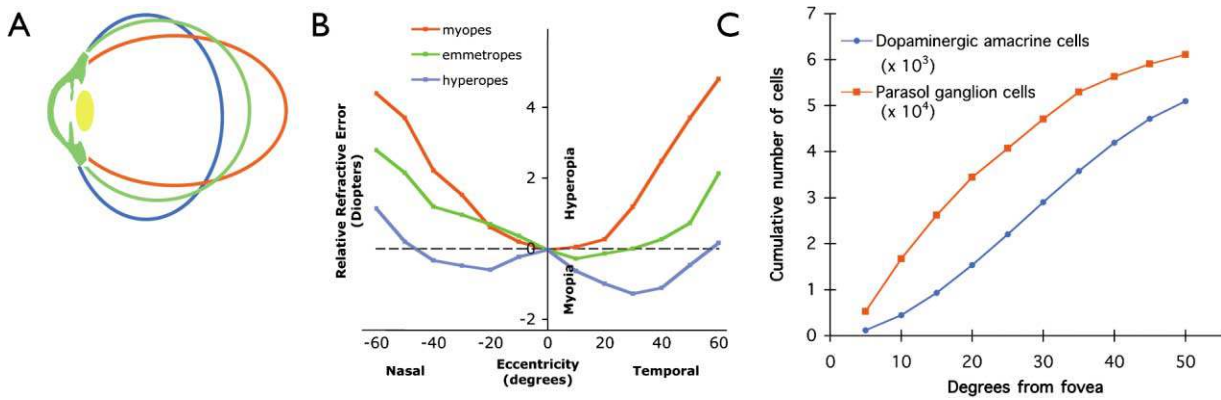 A
B
myopes
emmetropes
hyperopes
Relative Refractive Error
(Diopters)
Hyperopia
Myopia
4
2
0
-2
-60
-40
-20
0
20
40
60
Nasal
Eccentricity
(degrees)
Temporal
C
Dopaminergic amacrine cells
(x 10³)
Parasol ganglion cells
(x 10⁴)
Cumulative number of cells
7
6
5
4
3
2
1
0
0
10
20
30
40
50
Degrees from fovea